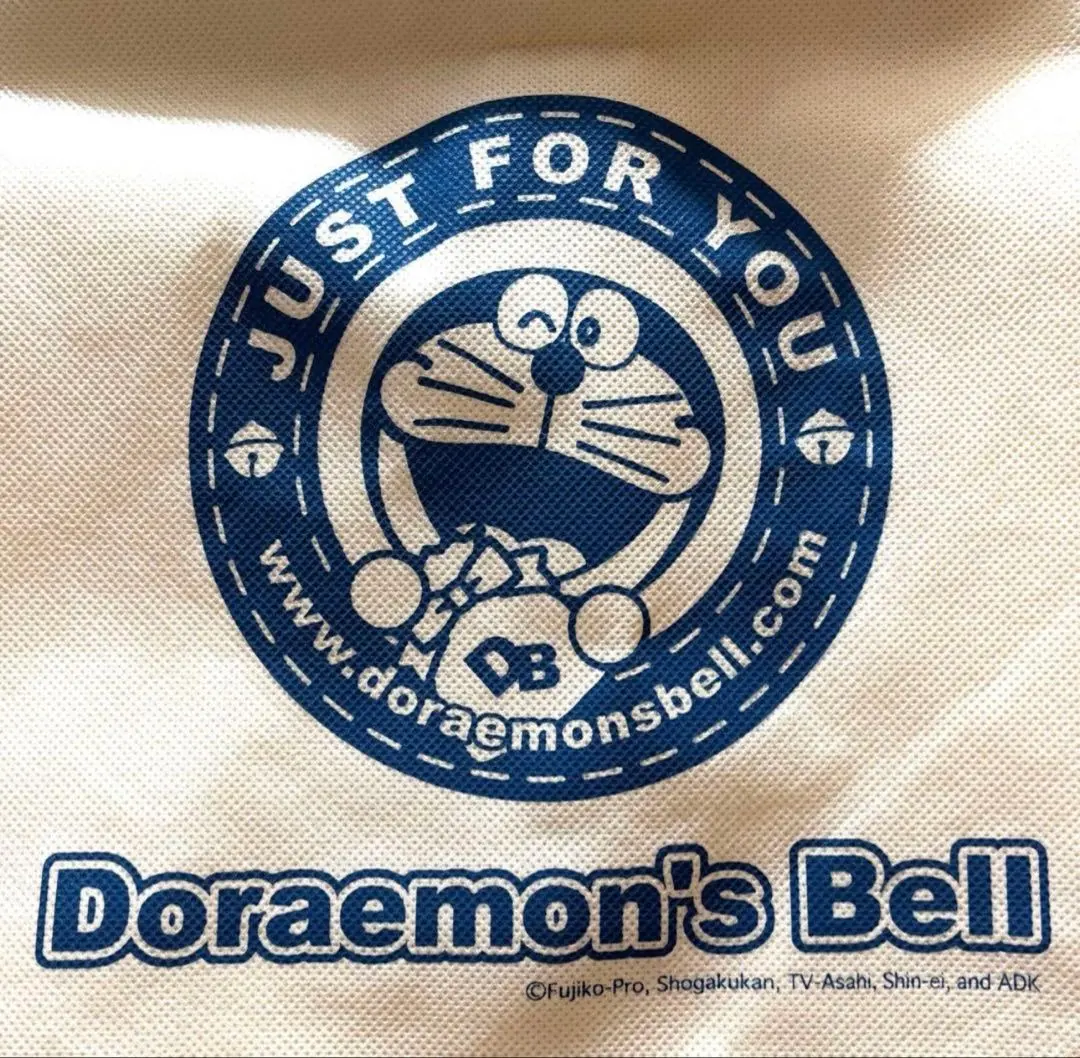 JUST FOR YOU
DB
www.doraemonsbell.com
Doraemon's Bell
©Fujiko-Pro, Shogakukan, TV-Asahi, Shin-ei, and ADK